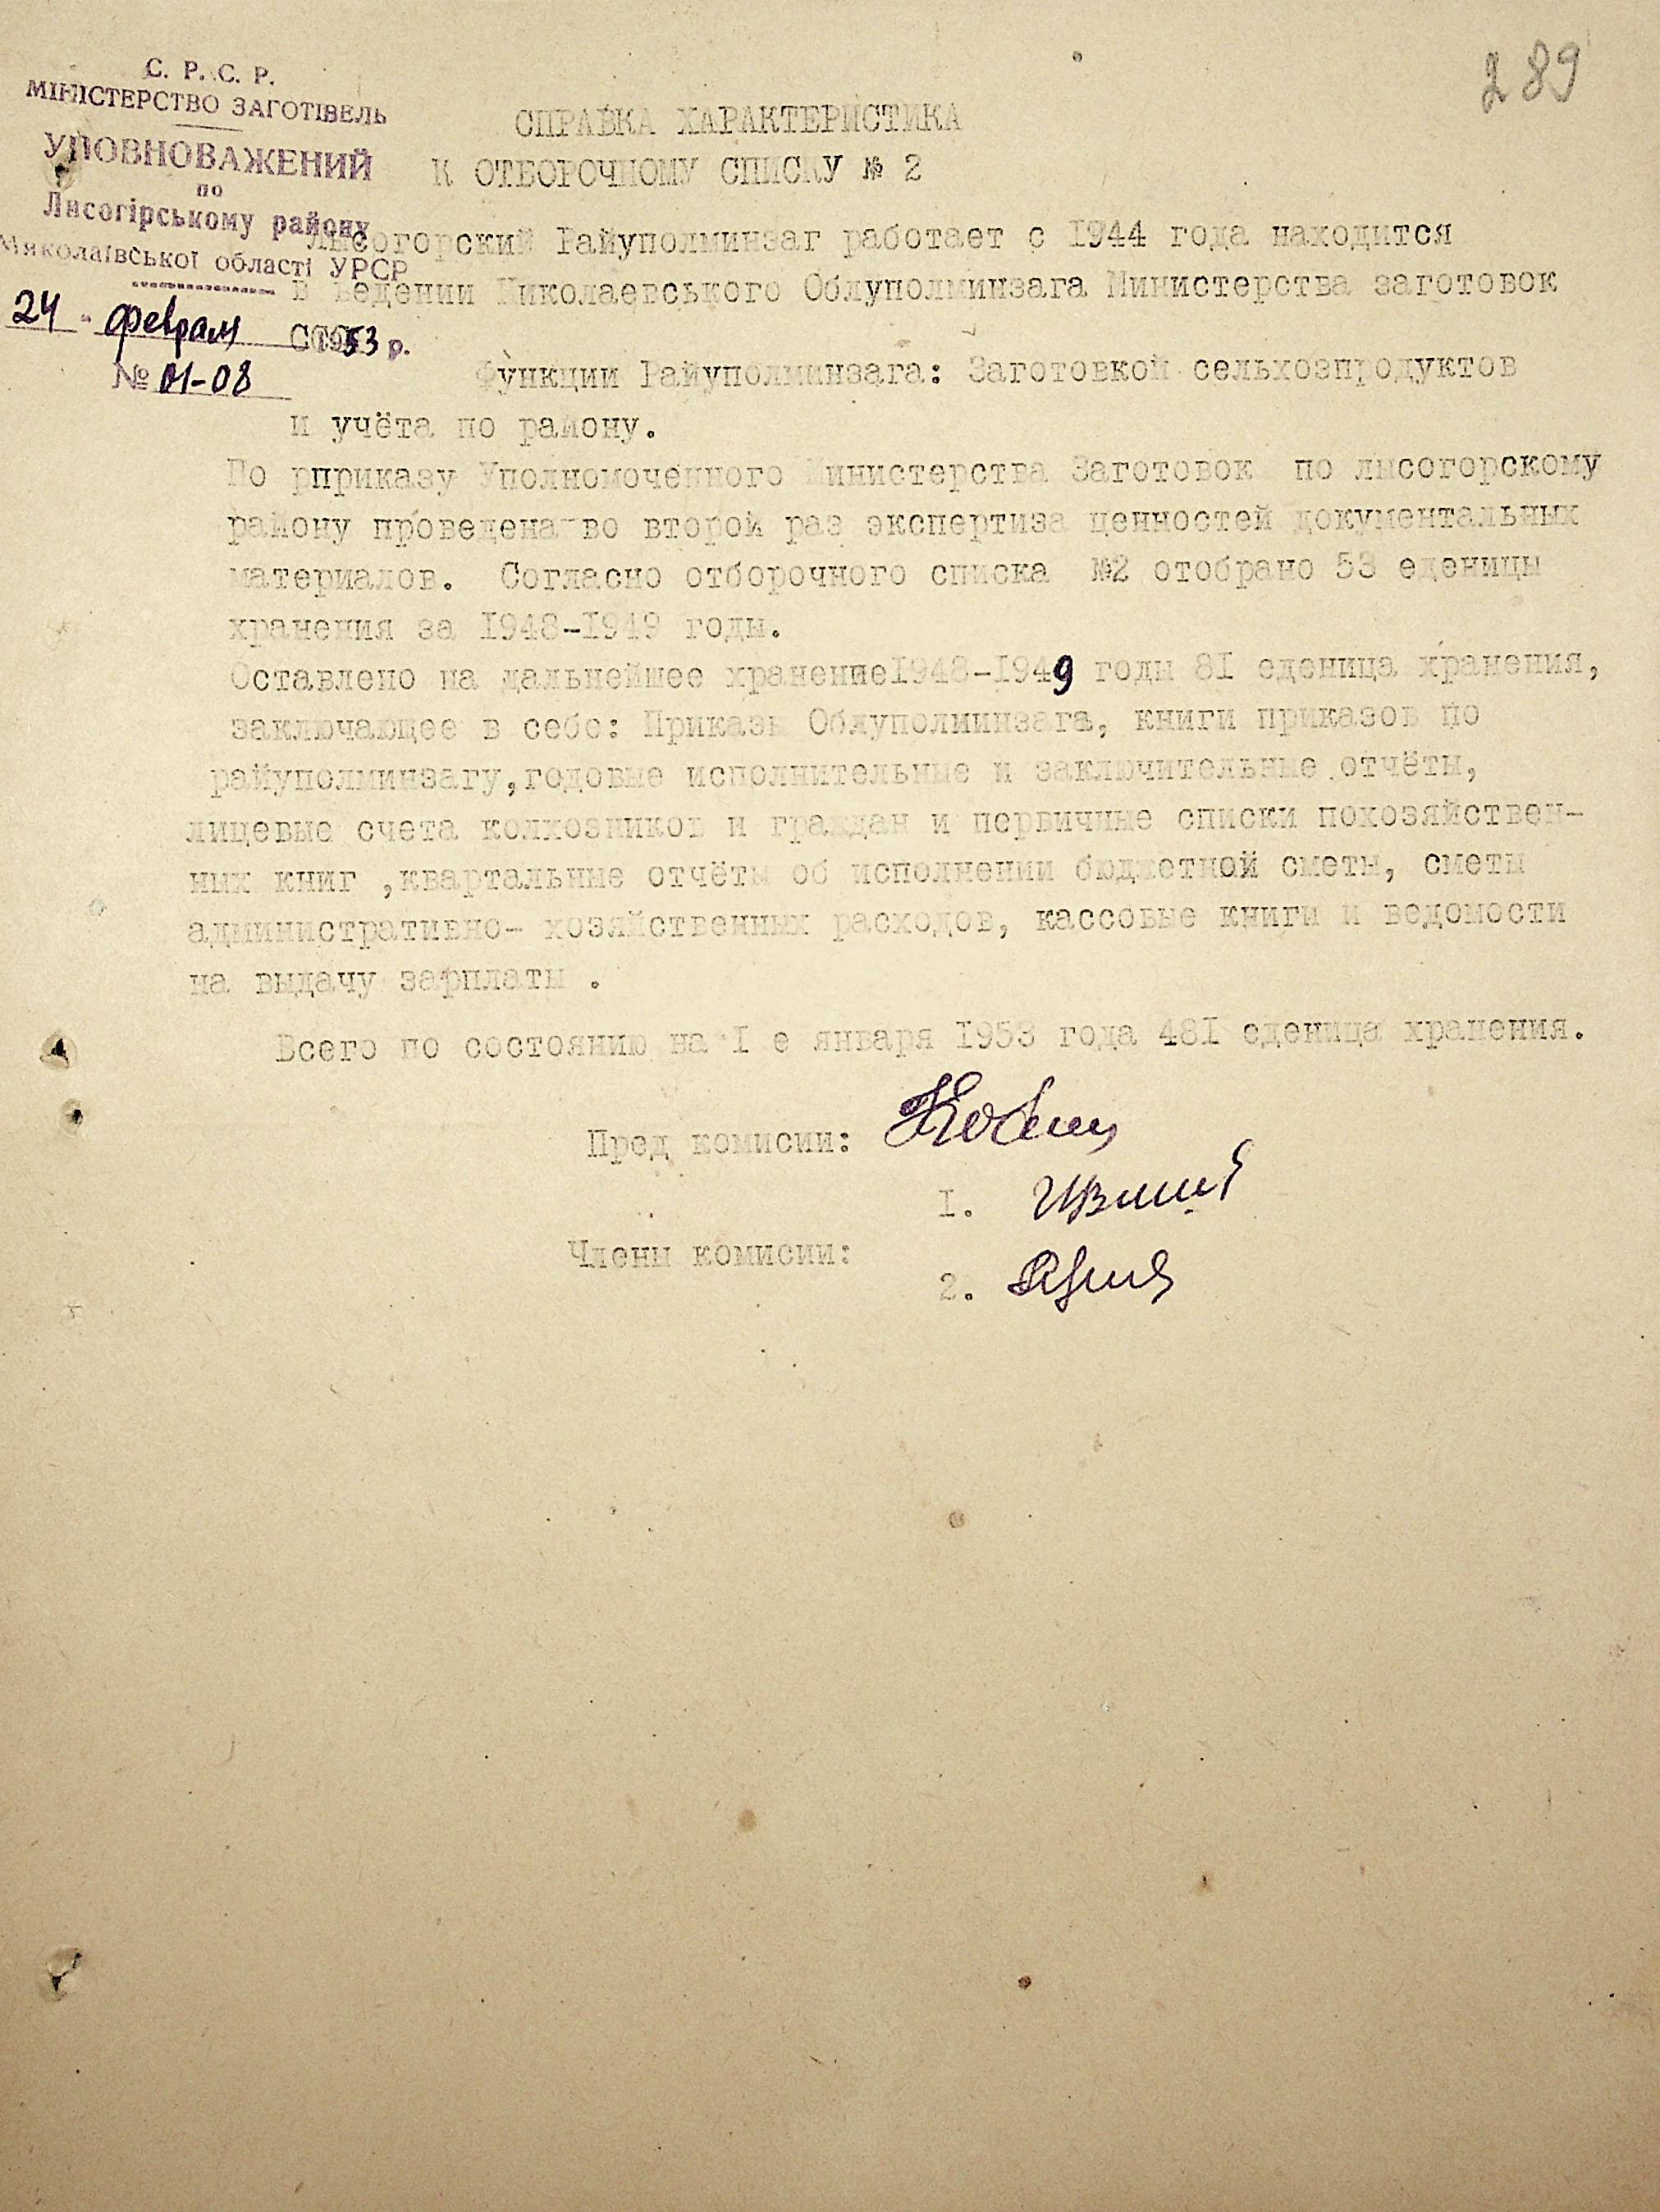 289
С. Р. С. Р.
МІНІСТЕРСТВО ЗАГОТІВЕЛЬ
УПОВНОВАЖЕНИЙ
по
Лисогірському району
Миколаївської області УРСР
24 февраля 1953 р.
№ 01-08
СПРАВКА ХАРАКТЕРИСТИКА
К ОТБОРОЧНОМУ СПИСКУ № 2
Лысогорский Райуполминзаг работает с 1944 года находится
в ведении Николаевського Облуполминзага Министерства заготовок
Функции Райуполминзага: Заготовкой сельхозпродуктов
и учёта по району.
По рприказу Уполномоченного Министерства Заготовок по лысогорскому
району проведена во второй раз экспертиза ценностей документальных
материалов. Согласно отборочного списка №2 отобрано 53 еденицы
хранения за 1948-1949 годы.
Оставлено на дальнейшее хранение 1948-1949 годы 81 еденица хранения,
заключающее в себе: Приказы Облуполминзага, книги приказов по
райуполминзагу, годовые исполнительные и заключительные отчёты,
лицевые счета колхозников и граждан и первичные списки похозяйствен-
ных книг ,квартальные отчёты об исполнении бюджетной сметы, сметы
административно- хозяйственных расходов, кассовые книги и ведомости
на выдачу зарплаты .
Всего по состоянию на 1 е января 1953 года 481 еденица хранения.
Пред комисии:
1.
Члены комисии:
2.